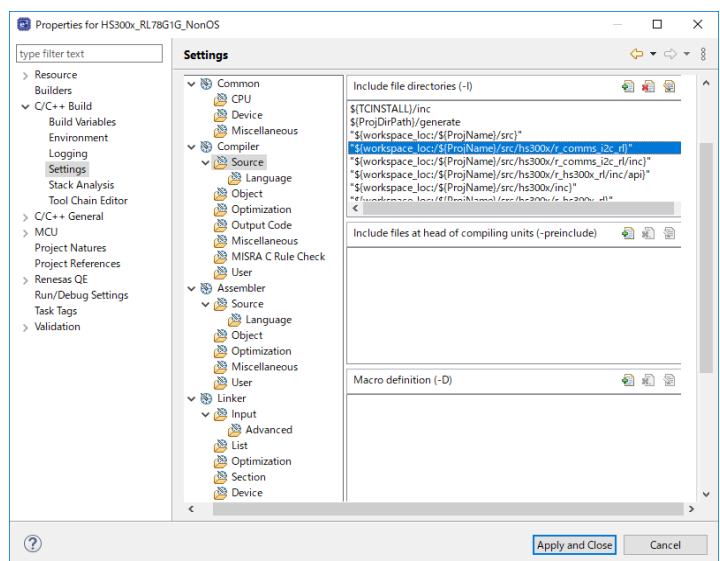 Properties for HS300x_RL78G1G_NonOS
type filter text
Settings
Resource
Builders
C/C++ Build
Build Variables
Environment
Logging
Settings
Stack Analysis
Tool Chain Editor
C/C++ General
MCU
Project Natures
Project References
Renesas QE
Run/Debug Settings
Task Tags
Validation
Common
CPU
Device
Miscellaneous
Compiler
Source
Language
Object
Optimization
Output Code
Miscellaneous
MISRA C Rule Check
User
Assembler
Source
Language
Object
Optimization
Miscellaneous
User
Linker
Input
Advanced
List
Optimization
Section
Device
Include file directories (-I)
${TCINSTALL}/inc
${ProjDirPath}/generate
"${workspace_loc:/${ProjName}/src}"
"${workspace_loc:/${ProjName}/src/hs300x/r_comms_i2c_rl}"
"${workspace_loc:/${ProjName}/src/hs300x/r_comms_i2c_rl/inc}"
"${workspace_loc:/${ProjName}/src/hs300x/r_hs300x_rl/inc/api}"
"${workspace_loc:/${ProjName}/src/hs300x/inc}"
"${workspace_loc:/${ProjName}/src/hs300x/r_hs300x_rl}"
Include files at head of compiling units (-preinclude)
Macro definition (-D)
Apply and Close
Cancel